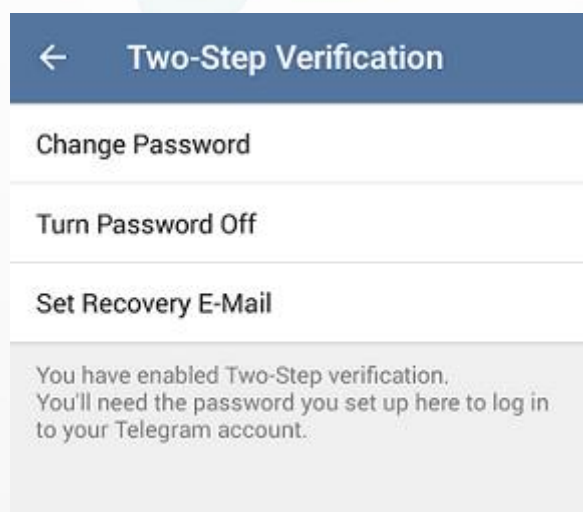 Two-Step Verification
Change Password
Turn Password Off
Set Recovery E-Mail
You have enabled Two-Step verification.
You'll need the password you set up here to log in
to your Telegram account.